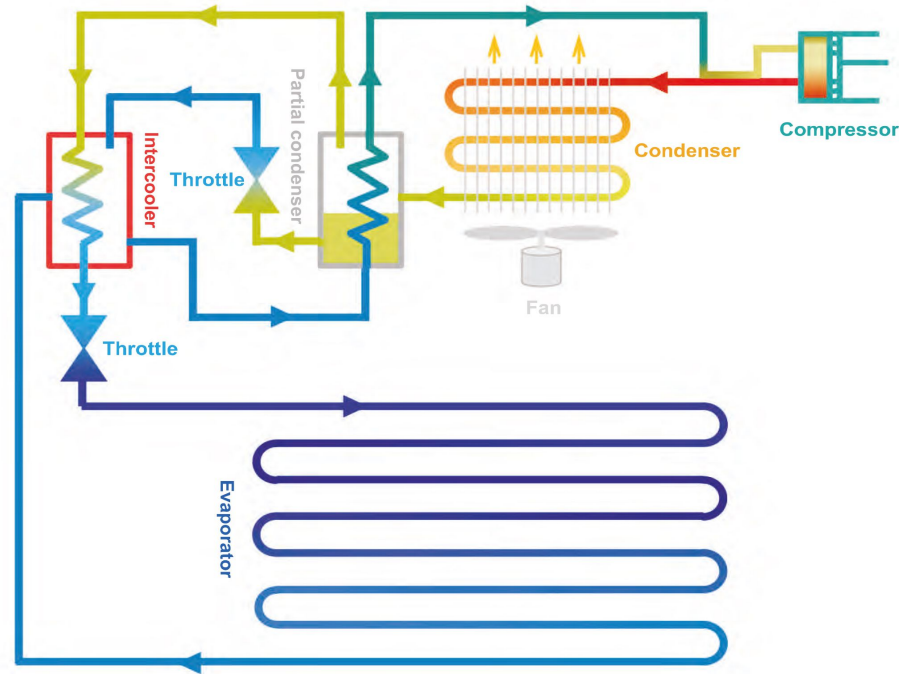 Partial condenser
Compressor
Intercooler
Condenser
Throttle
Fan
Throttle
Evaporator